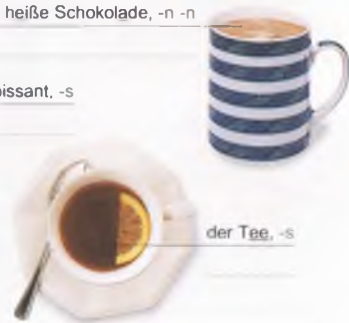 heiße Schokolade, -n -n
issant, -s
der Tee, -s